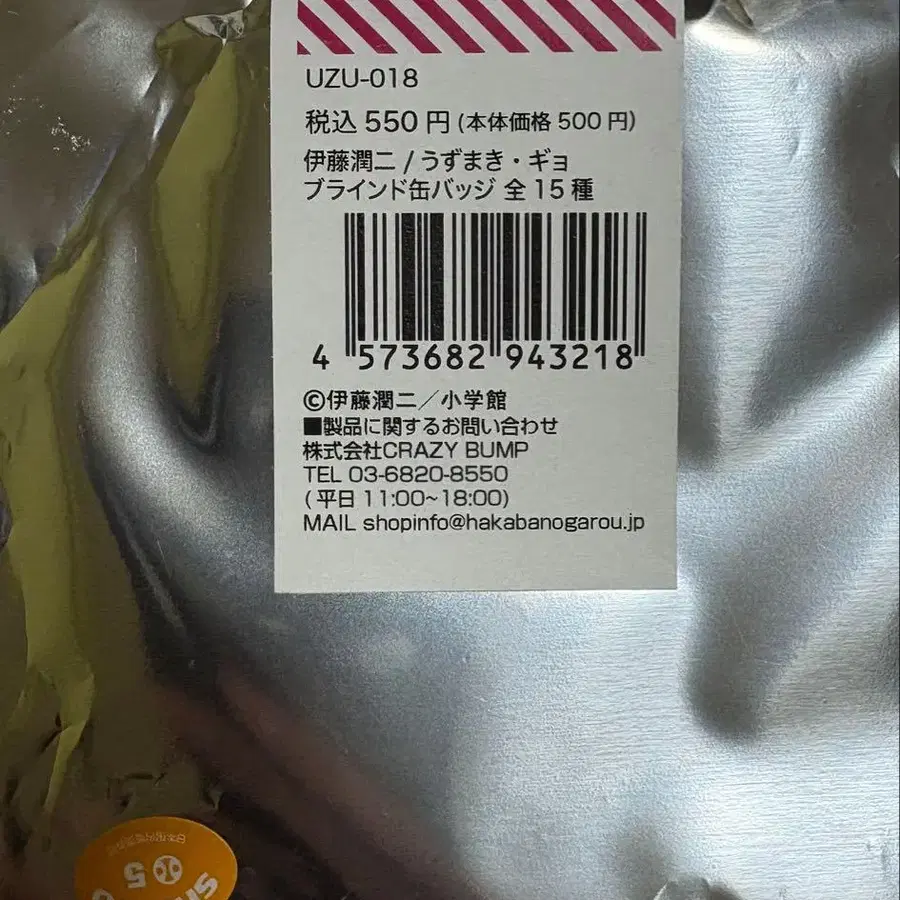 UZU-018
税込 550 円 (本体価格 500 円)
伊藤潤二 / うずまき・ギョ
ブラインド缶バッジ 全 15 種
4 573682 943218
©伊藤潤二／小学館
■製品に関するお問い合わせ
株式会社CRAZY BUMP
TEL 03-6820-8550
( 平日 11:00~18:00)
MAIL shopinfo@hakabanogarou.jp
5